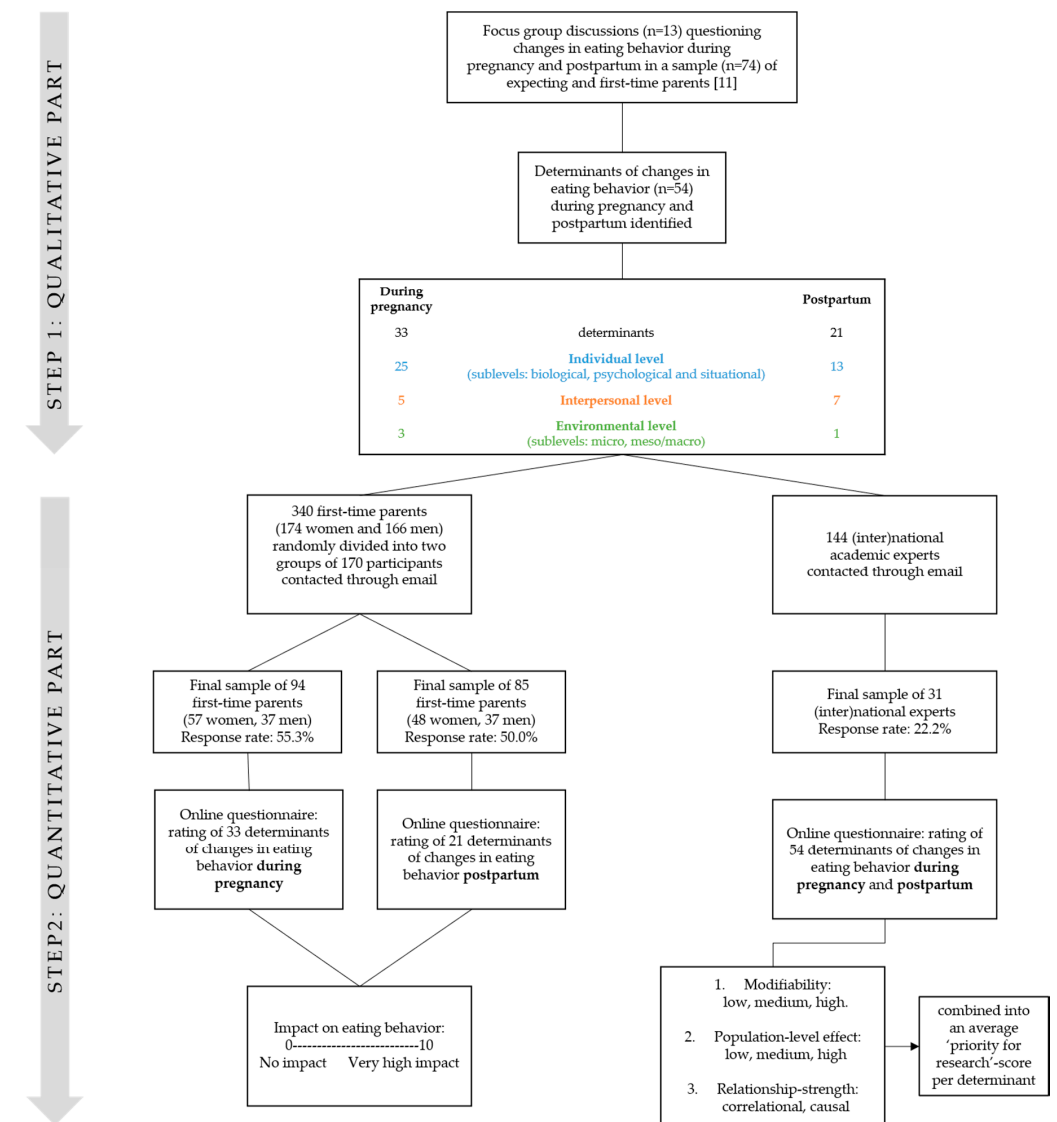 STEP 1: QUALITATIVE PART
Focus group discussions (n=13) questioning
changes in eating behavior during
pregnancy and postpartum in a sample (n=74) of
expecting and first-time parents [11]
Determinants of changes in
eating behavior (n=54)
during pregnancy and
postpartum identified
During
pregnancy
Postpartum
33 determinants 21
25 Individual level 13
(sublevels: biological, psychological and situational)
5 Interpersonal level 7
3 Environmental level 1
(sublevels: micro, meso/macro)
STEP2: QUANTITATIVE PART
340 first-time parents
(174 women and 166 men)
randomly divided into two
groups of 170 participants
contacted through email
144 (inter)national
academic experts
contacted through email
Final sample of 94
first-time parents
(57 women, 37 men)
Response rate: 55.3%
Final sample of 85
first-time parents
(48 women, 37 men)
Response rate: 50.0%
Final sample of 31
(inter)national experts
Response rate: 22.2%
Online questionnaire:
rating of 33 determinants
of changes in eating
behavior during
pregnancy
Online questionnaire:
rating of 21 determinants
of changes in eating
behavior postpartum
Online questionnaire: rating of
54 determinants of changes in
eating behavior during
pregnancy and postpartum
Impact on eating behavior:
0---------------------------10
No impact Very high impact
1. Modifiability:
low, medium, high.
2. Population-level effect:
low, medium, high
3. Relationship-strength:
correlational, causal
combined into
an average
‘priority for
research’-score
per determinant